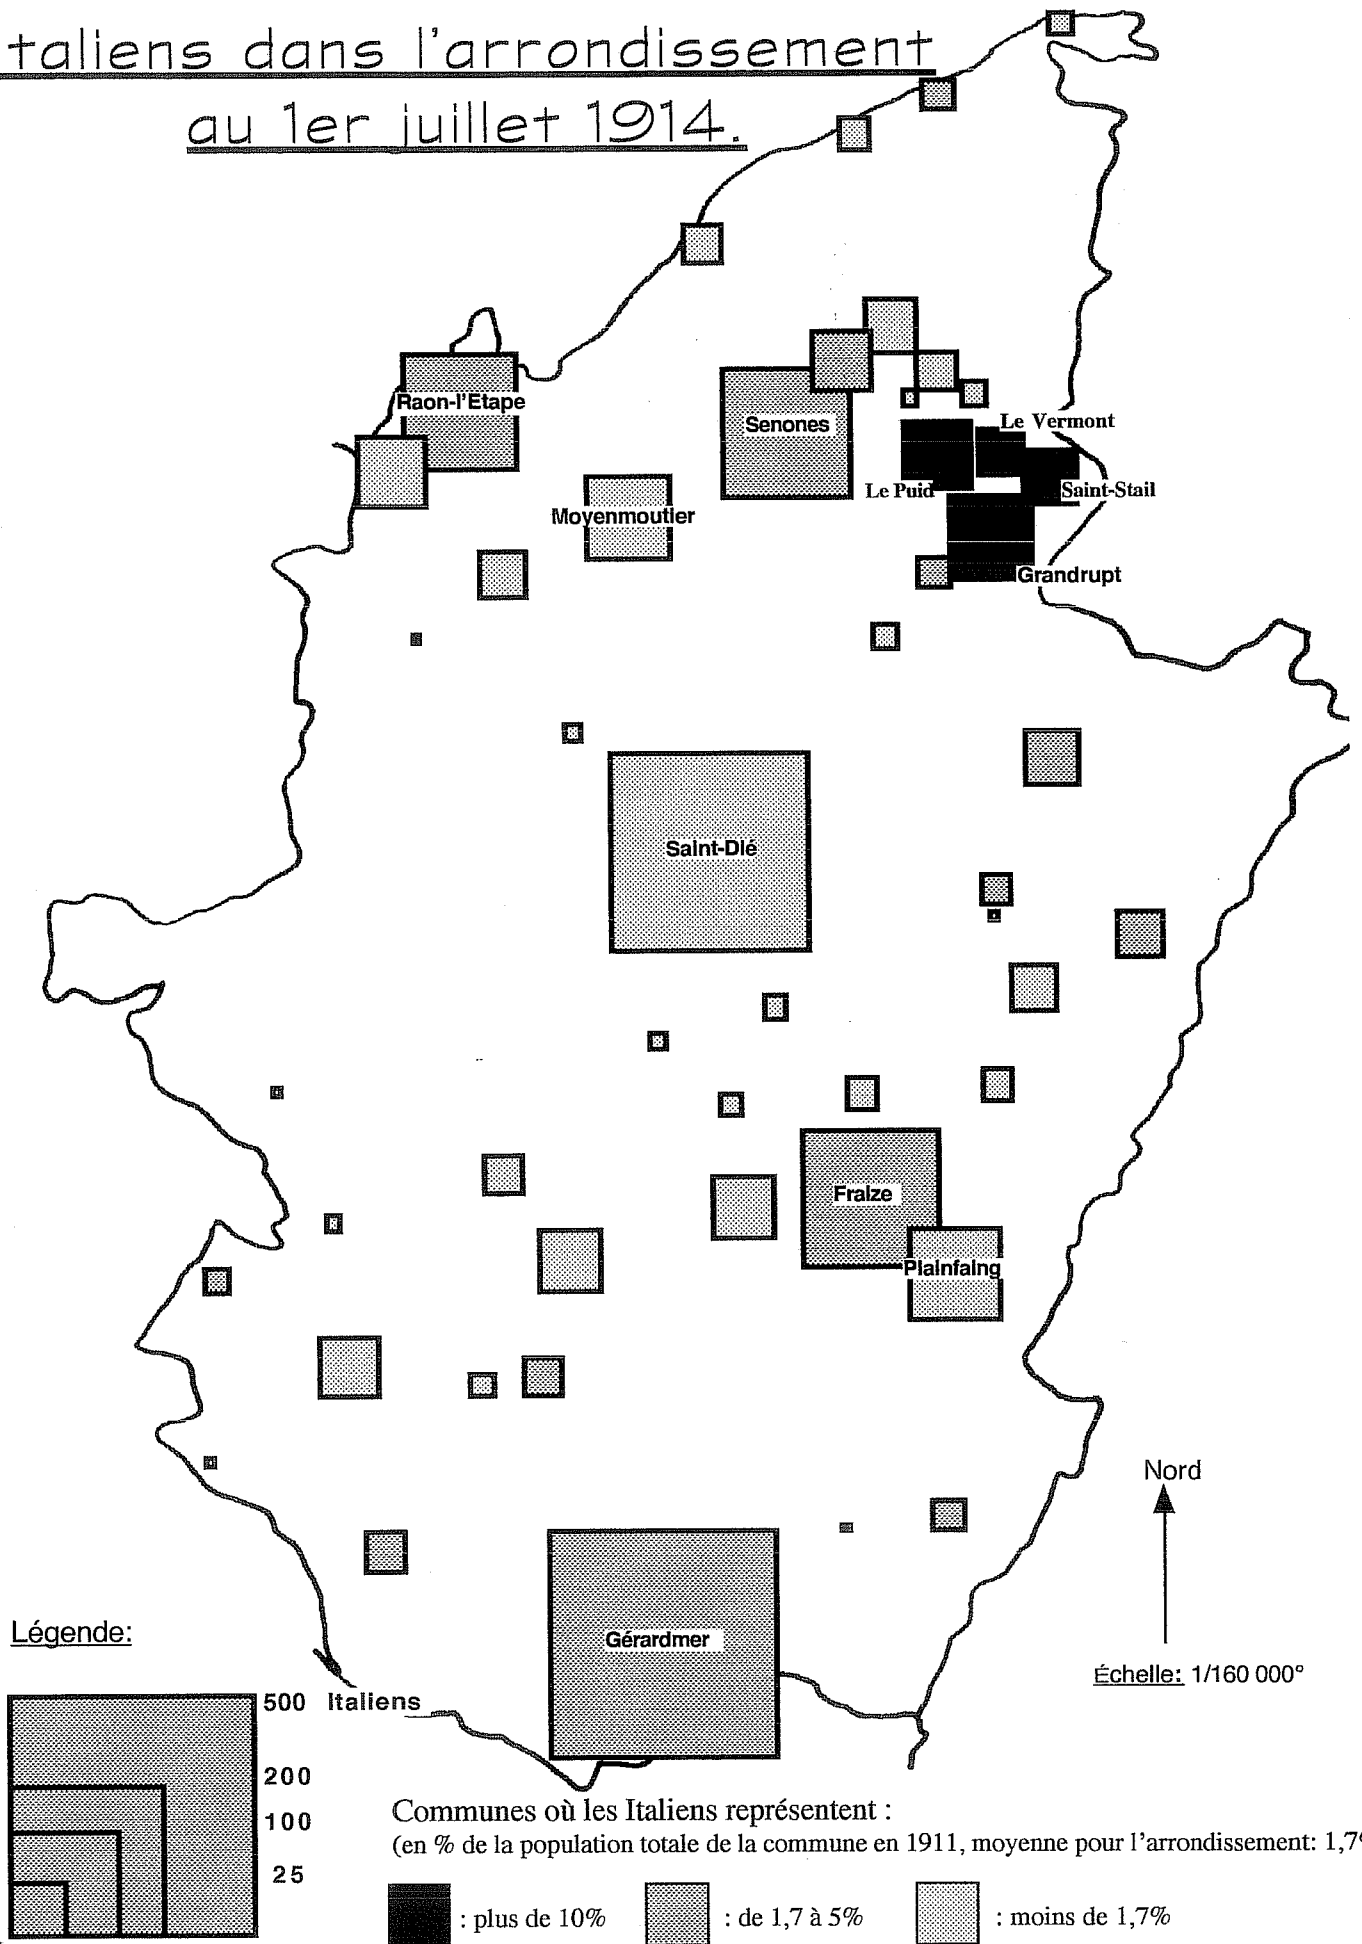 taliens dans l'arrondissement
au 1er juillet 1914.
Raon-l'Etape
Senones
Le Vermont
Le Puid
Saint-Stail
Moyenmoutier
Grandrupt
Saint-Dié
Fraize
Plainfaing
Nord
Gérardmer
Légende:
Échelle: 1/160 000°
500 Italiens
200
100
25
Communes où les Italiens représentent :
(en % de la population totale de la commune en 1911, moyenne pour l'arrondissement: 1,7%
: plus de 10%
: de 1,7 à 5%
: moins de 1,7%